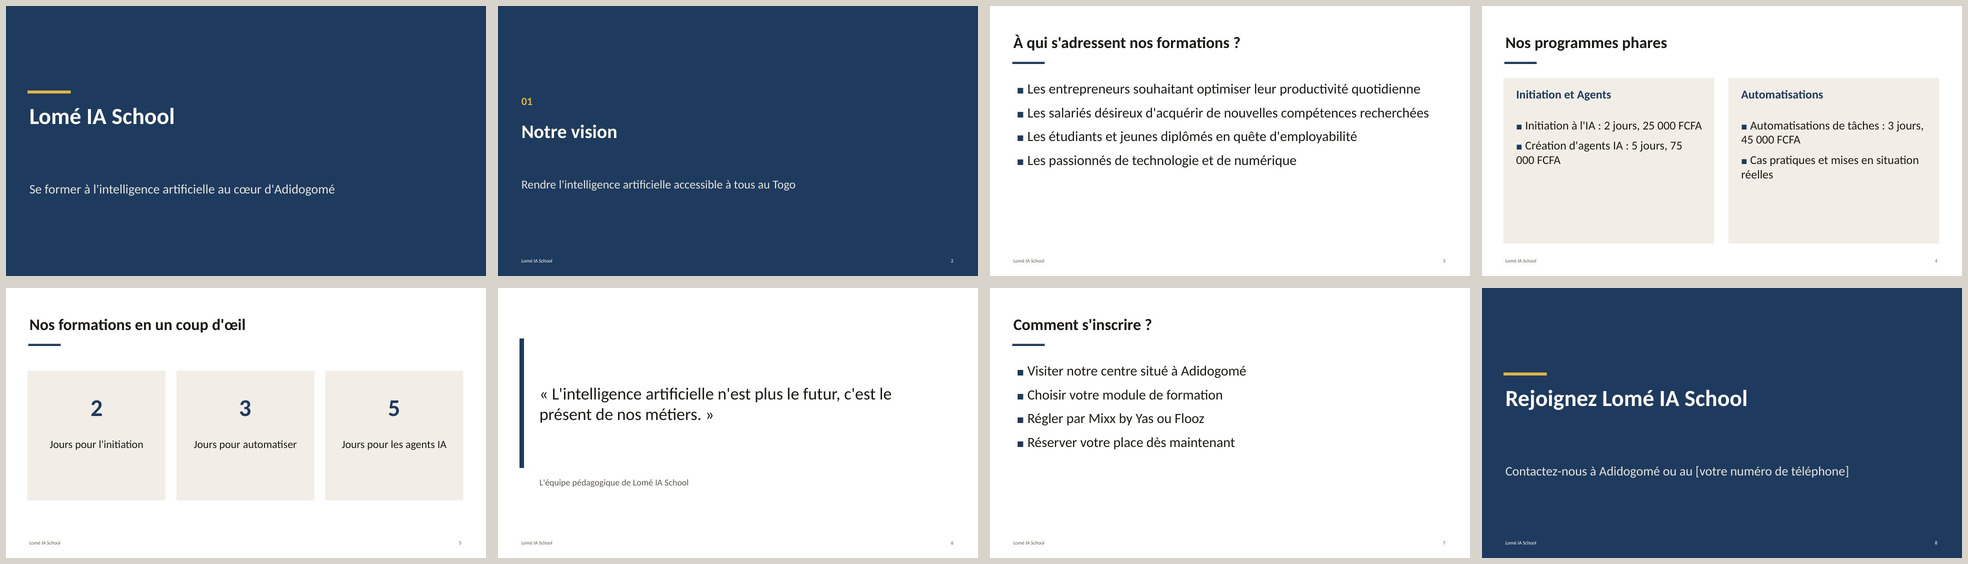 Lomé IA School
Se former à l'intelligence artificielle au cœur d'Adidogomé
01
Notre vision
Rendre l'intelligence artificielle accessible à tous au Togo
Lomé IA School
2
À qui s'adressent nos formations ?
■ Les entrepreneurs souhaitant optimiser leur productivité quotidienne
■ Les salariés désireux d'acquérir de nouvelles compétences recherchées
■ Les étudiants et jeunes diplômés en quête d'employabilité
■ Les passionnés de technologie et de numérique
Lomé IA School
3
Nos programmes phares
Initiation et Agents
■ Initiation à l'IA : 2 jours, 25 000 FCFA
■ Création d'agents IA : 5 jours, 75
000 FCFA
Automatisations
■ Automatisations de tâches : 3 jours,
45 000 FCFA
■ Cas pratiques et mises en situation
réelles
Lomé IA School
4
Nos formations en un coup d'œil
2
Jours pour l'initiation
3
Jours pour automatiser
5
Jours pour les agents IA
Lomé IA School
5
« L'intelligence artificielle n'est plus le futur, c'est le
présent de nos métiers. »
L'équipe pédagogique de Lomé IA School
Lomé IA School
6
Comment s'inscrire ?
■ Visiter notre centre situé à Adidogomé
■ Choisir votre module de formation
■ Régler par Mixx by Yas ou Flooz
■ Réserver votre place dès maintenant
Lomé IA School
7
Rejoignez Lomé IA School
Contactez-nous à Adidogomé ou au [votre numéro de téléphone]
Lomé IA School
8